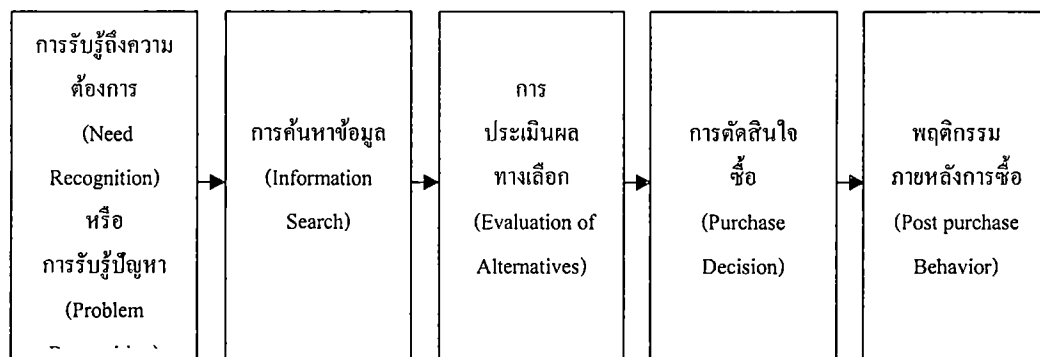 การรับรู้ถึงความ
ต้องการ
(Need
Recognition)
หรือ
การรับรู้ปัญหา
(Problem
การค้นหาข้อมูล
(Information
Search)
การ
ประเมินผล
ทางเลือก
(Evaluation of
Alternatives)
การตัดสินใจ
ซื้อ
(Purchase
Decision)
พฤติกรรม
ภายหลังการซื้อ
(Post purchase
Behavior)